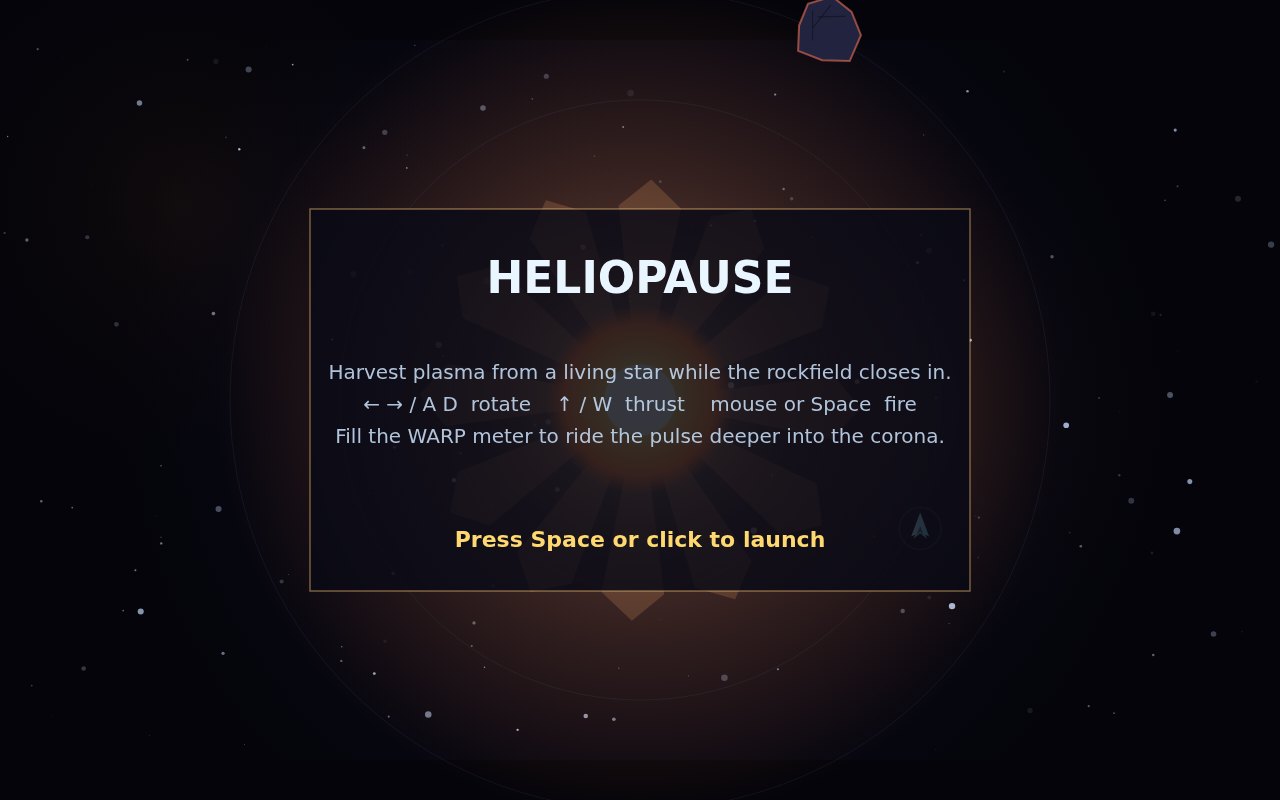 HELIOPAUSE
Harvest plasma from a living star while the rockfield closes in.
← → / A D  rotate    ↑ / W  thrust    mouse or Space  fire
Fill the WARP meter to ride the pulse deeper into the corona.
Press Space or click to launch